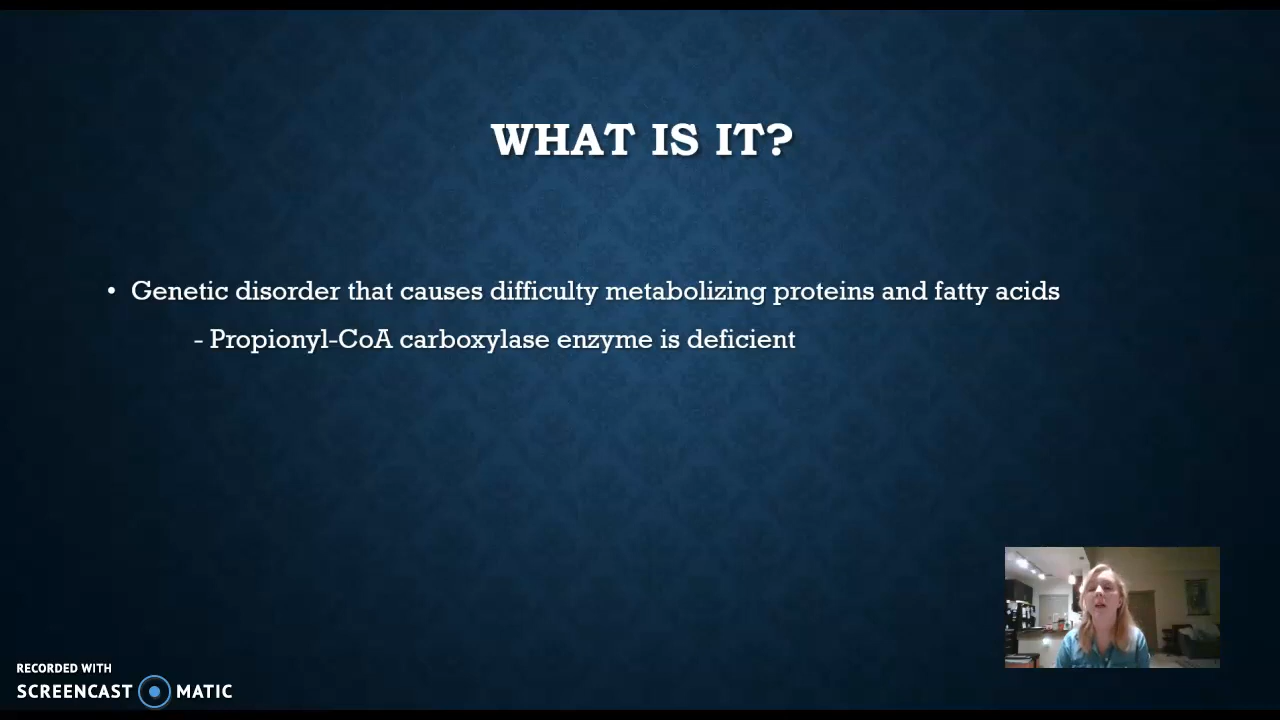 WHAT IS IT?
• Genetic disorder that causes difficulty metabolizing proteins and fatty acids
- Propionyl-CoA carboxylase enzyme is deficient
RECORDED WITH
SCREENCAST MATIC